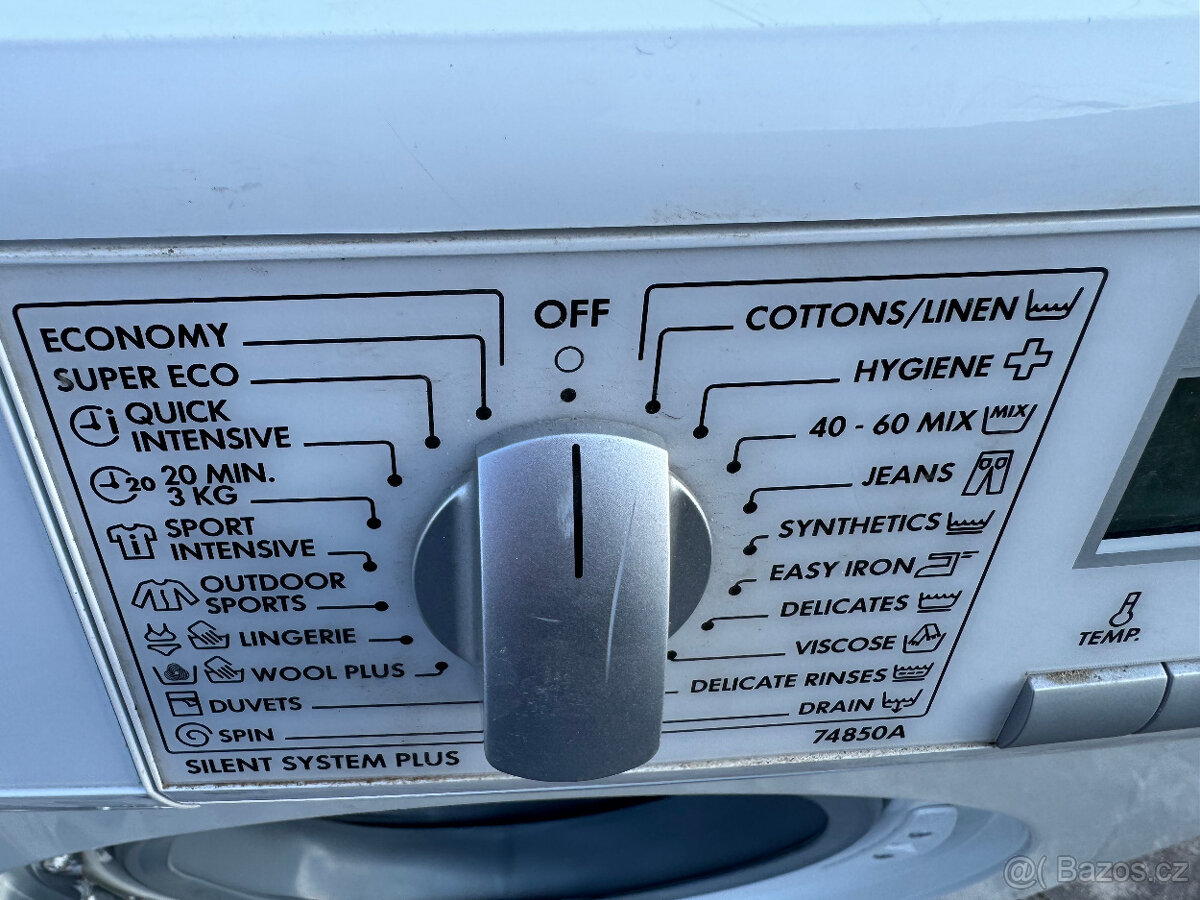 OFF
ECONOMY
SUPER ECO
i QUICK
INTENSIVE
20 20 MIN.
3 KG
i SPORT
INTENSIVE
OUTDOOR
SPORTS
LINGERIE
WOOL PLUS
DUVETS
SPIN
SILENT SYSTEM PLUS
COTTONS/LINEN
HYGIENE
40 - 60 MIX MIX
JEANS
SYNTHETICS
EASY IRON
DELICATES
VISCOSE
DELICATE RINSES
DRAIN
74850A
TEMP.
@( Bazos.cz